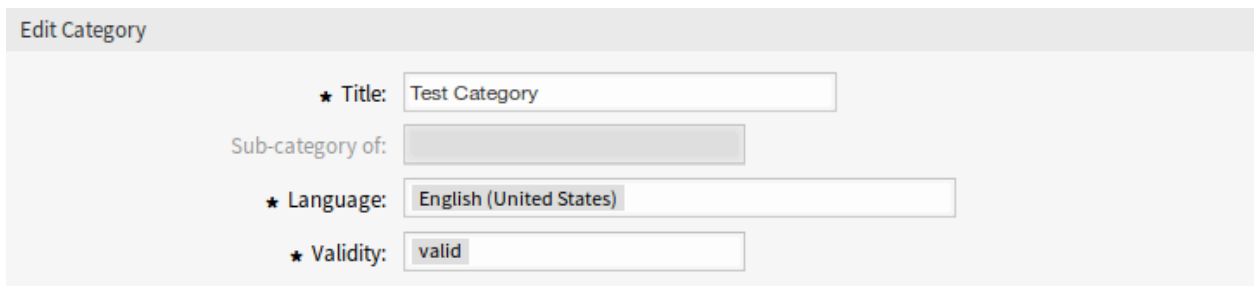 Edit Category
★ Title: Test Category
Sub-category of:
★ Language: English (United States)
★ Validity: valid